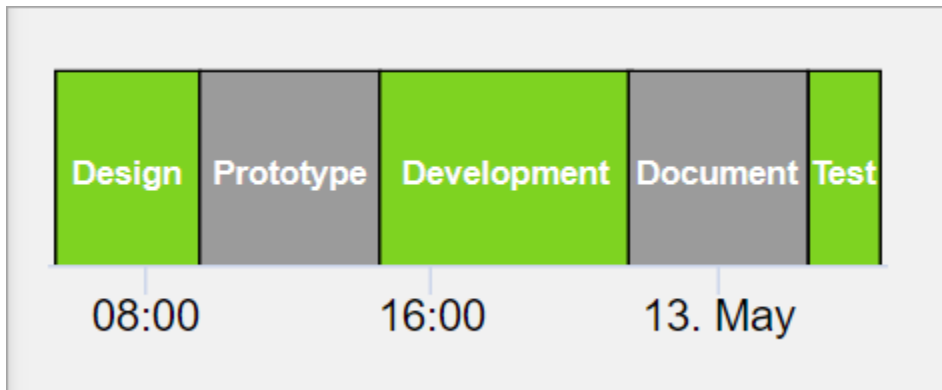 Design Prototype Development Document Test
08:00 16:00 13. May